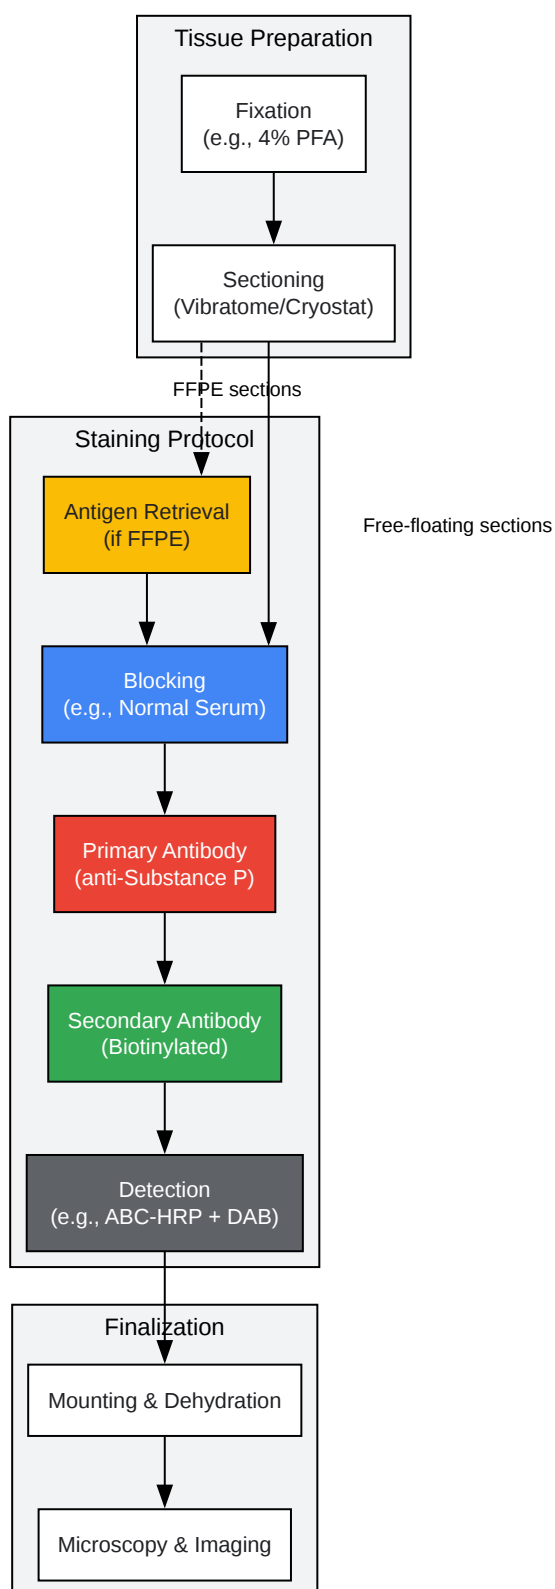 Tissue Preparation
Fixation
(e.g., 4% PFA)
Sectioning
(Vibratome/Cryostat)
FFPE sections
Staining Protocol
Antigen Retrieval
(if FFPE)
Free-floating sections
Blocking
(e.g., Normal Serum)
Primary Antibody
(anti-Substance P)
Secondary Antibody
(Biotinylated)
Detection
(e.g., ABC-HRP + DAB)
Finalization
Mounting & Dehydration
Microscopy & Imaging